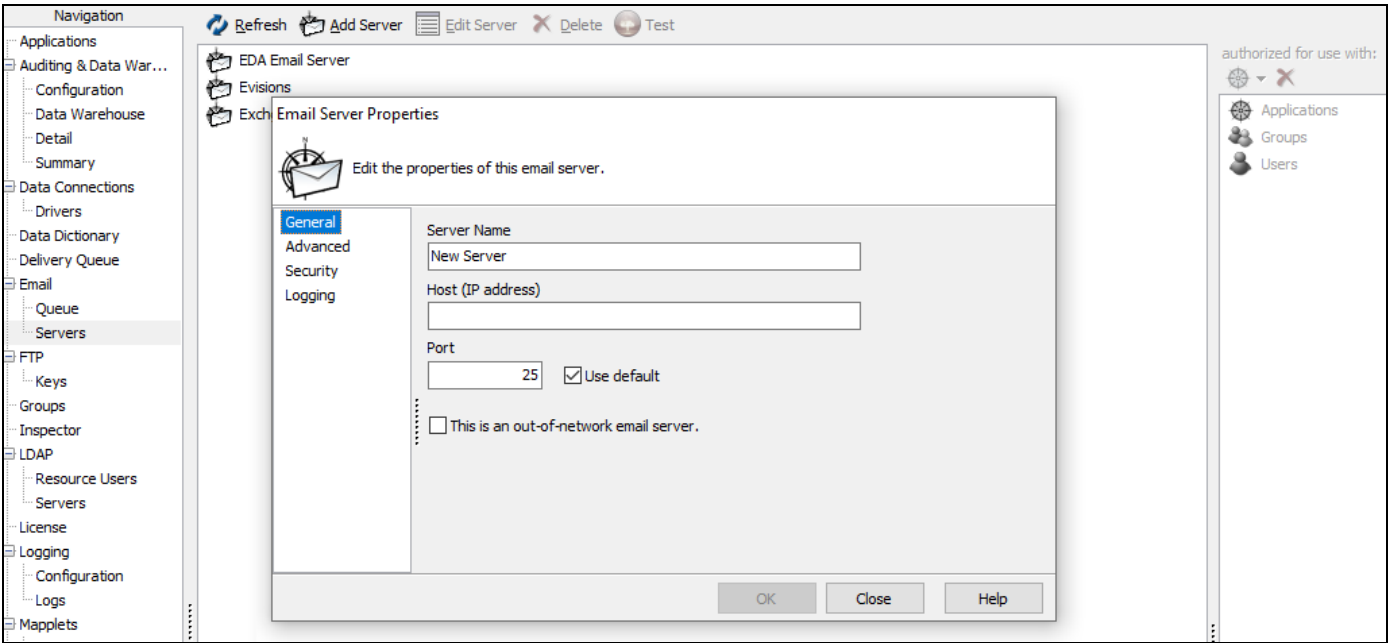 Navigation
Applications
Auditing & Data War...
Configuration
Data Warehouse
Detail
Summary
Data Connections
Drivers
Data Dictionary
Delivery Queue
Email
Queue
Servers
FTP
Keys
Groups
Inspector
LDAP
Resource Users
Servers
License
Logging
Configuration
Logs
Mapplets
Refresh Add Server Edit Server Delete Test
EDA Email Server
Evisions
Exch
Email Server Properties
N
Edit the properties of this email server.
General
Advanced
Security
Logging
Server Name
New Server
Host (IP address)
Port
25 Use default
This is an out-of-network email server.
OK Close Help
authorized for use with:
Applications
Groups
Users